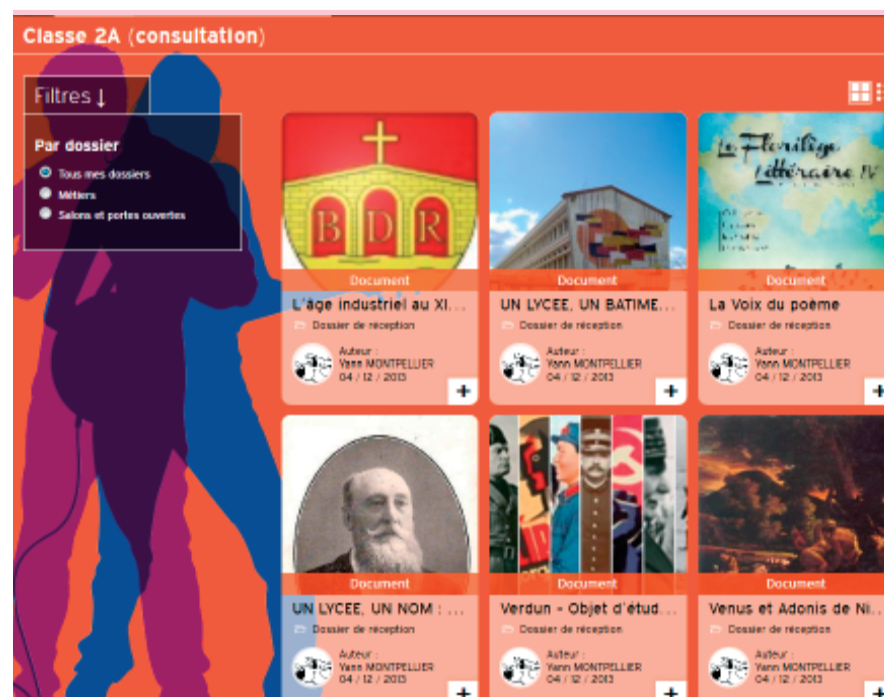 Classe 2A (consultation)
Filtres ↓
Par dossier
Tous mes dossiers
Métiers
Salons et portes ouvertes
BDR
Document
L'âge industriel au XI...
Dossier de réception
Auteur :
Yann MONTPELLIER
04 / 12 / 2013
+
Document
UN LYCEE, UN BATIME...
Dossier de réception
Auteur :
Yann MONTPELLIER
04 / 12 / 2013
+
Le Florilège
Littéraire IV
Document
La Voix du poème
Dossier de réception
Auteur :
Yann MONTPELLIER
04 / 12 / 2013
+
Document
UN LYCEE, UN NOM : ...
Dossier de réception
Auteur :
Yann MONTPELLIER
04 / 12 / 2013
+
Document
Verdun - Objet d'étud...
Dossier de réception
Auteur :
Yann MONTPELLIER
04 / 12 / 2013
+
Document
Venus et Adonis de Ni...
Dossier de réception
Auteur :
Yann MONTPELLIER
04 / 12 / 2013
+